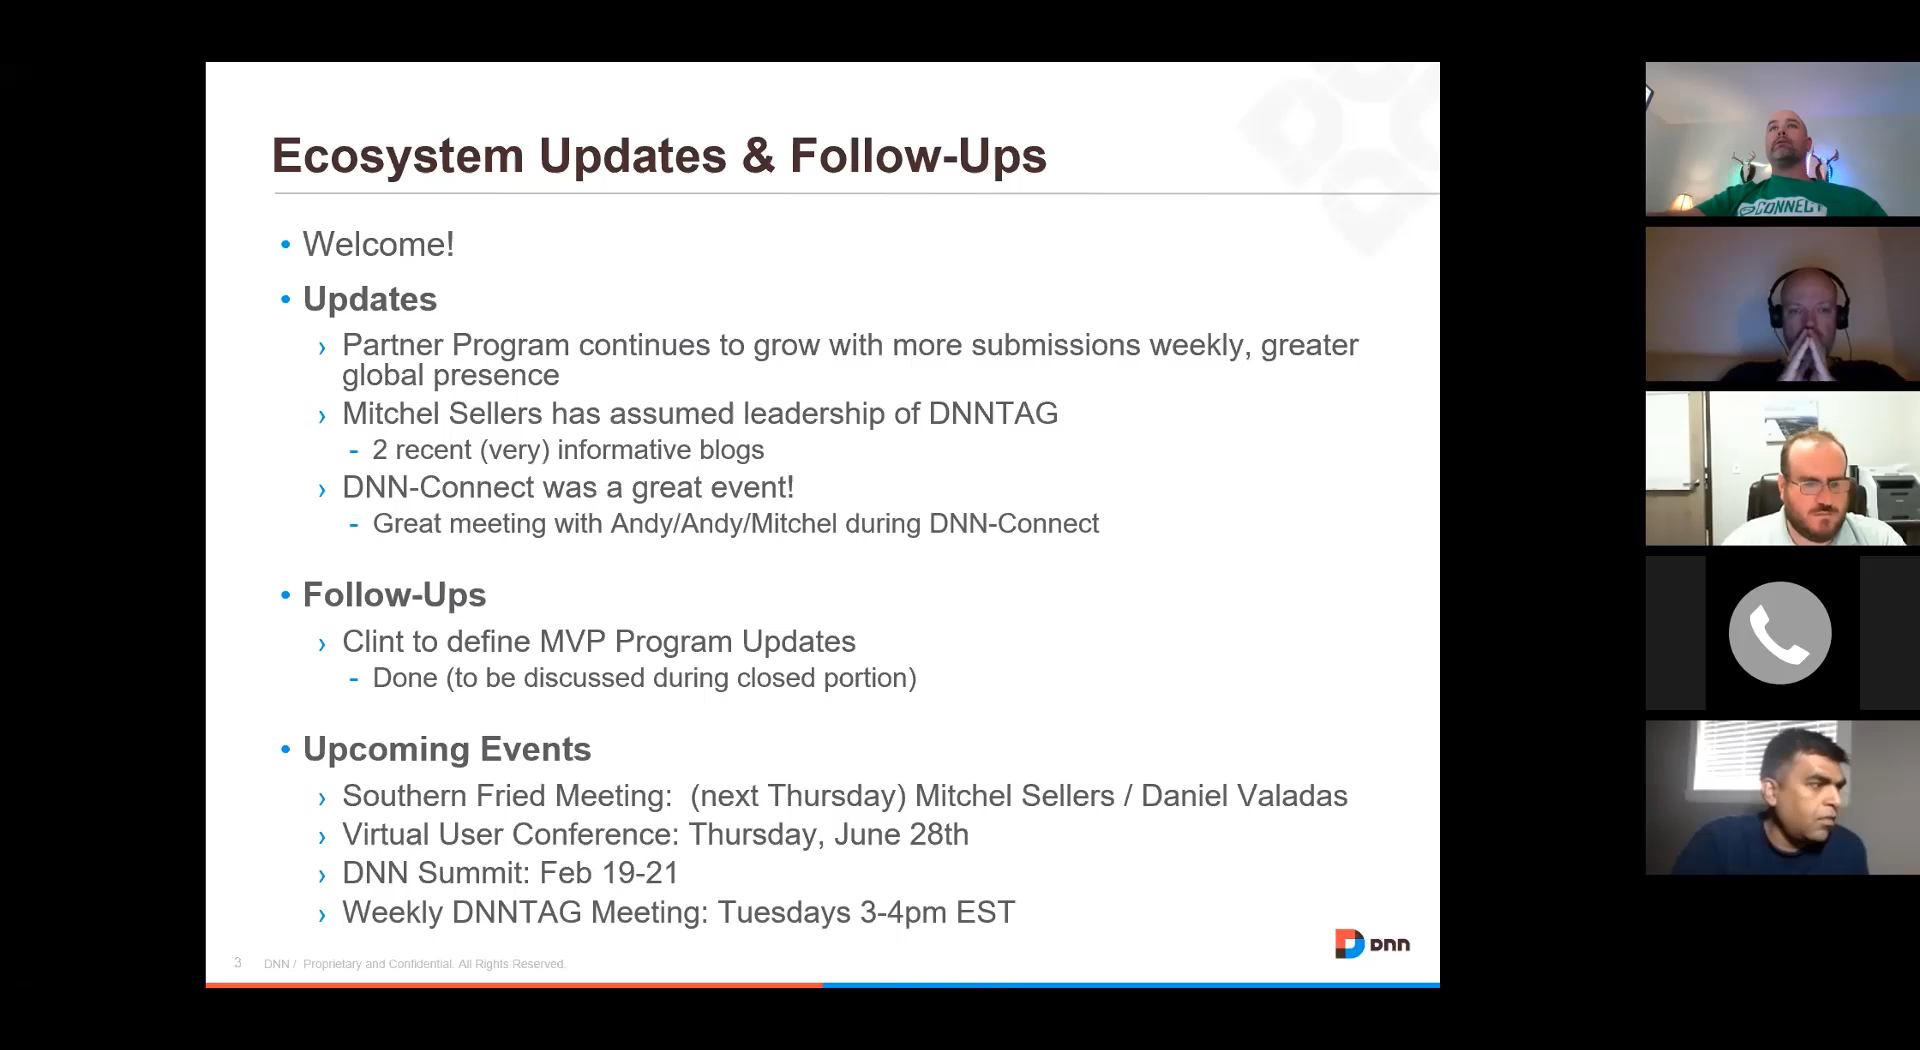 Ecosystem Updates & Follow-Ups
• Welcome!
• Updates
› Partner Program continues to grow with more submissions weekly, greater
global presence
› Mitchel Sellers has assumed leadership of DNNTAG
- 2 recent (very) informative blogs
› DNN-Connect was a great event!
- Great meeting with Andy/Andy/Mitchel during DNN-Connect
• Follow-Ups
› Clint to define MVP Program Updates
- Done (to be discussed during closed portion)
• Upcoming Events
› Southern Fried Meeting:  (next Thursday) Mitchel Sellers / Daniel Valadas
› Virtual User Conference: Thursday, June 28th
› DNN Summit: Feb 19-21
› Weekly DNNTAG Meeting: Tuesdays 3-4pm EST
3 DNN / Proprietary and Confidential. All Rights Reserved.
DNN
CONNECT